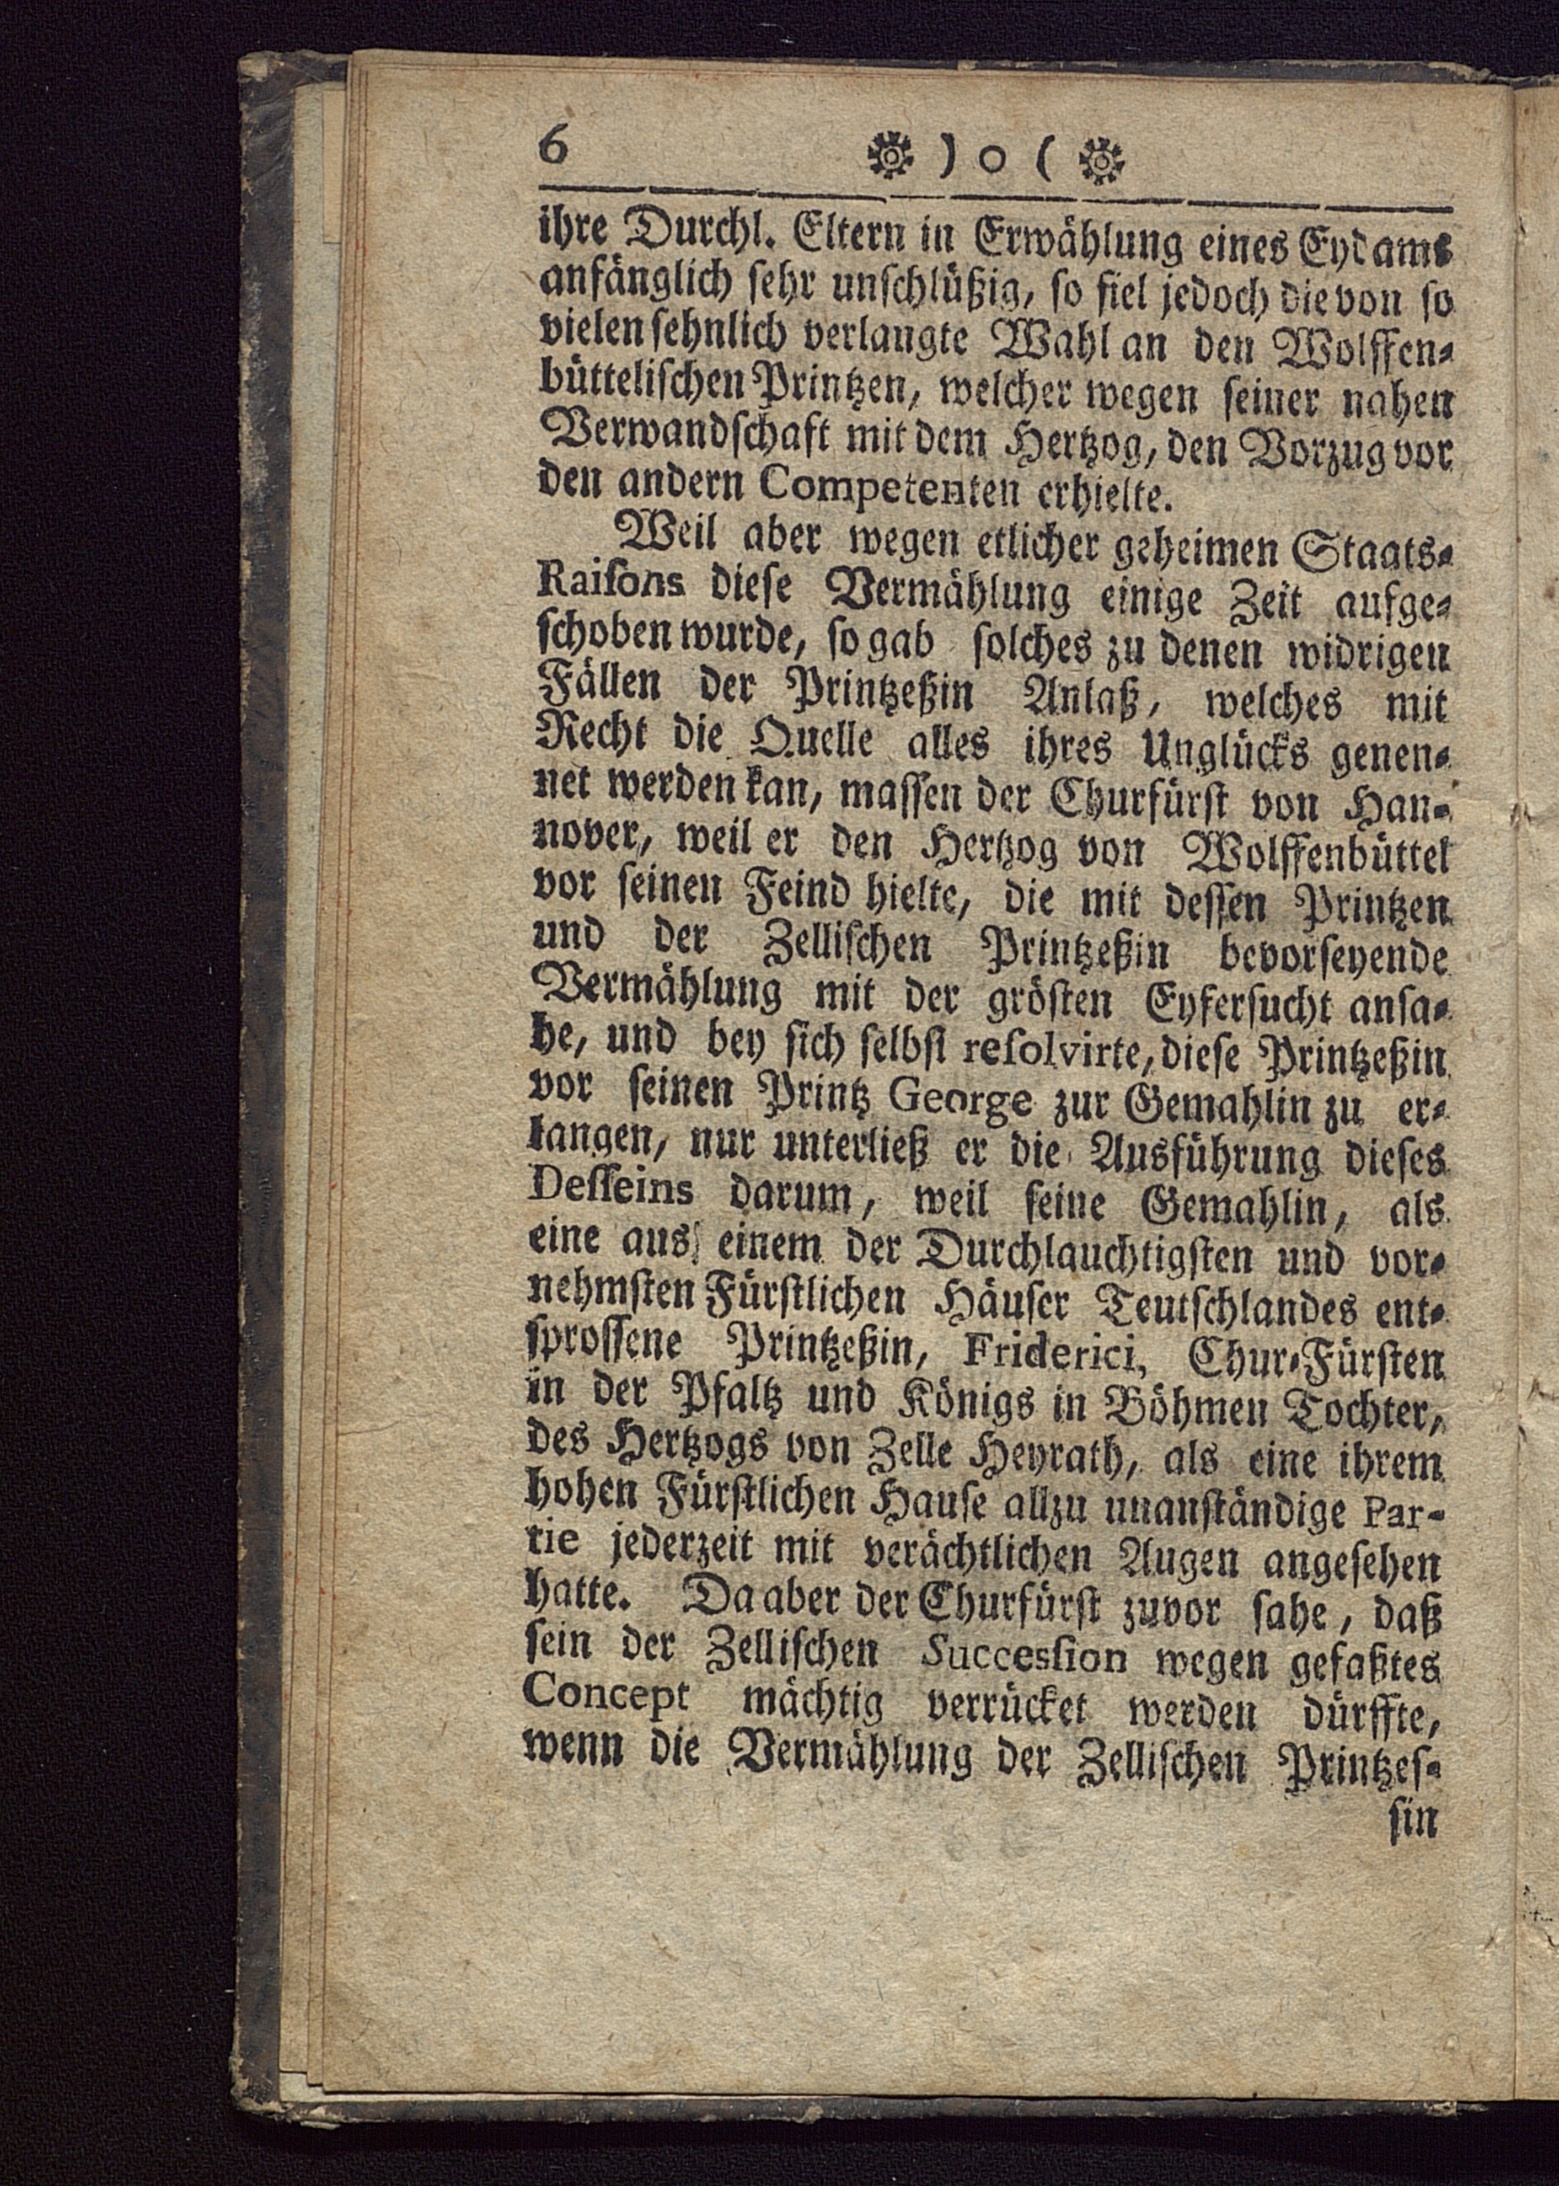 6 ❁ ) o ( ❁
ihre Durchl. Eltern in Erwählung eines Eydams
anfänglich sehr unschlüßig, so fiel jedoch die von so
vielen sehnlich verlangte Wahl an den Wolffen-
büttelischen Printzen, welcher wegen seiner nahen
Verwandschaft mit dem Hertzog, den Vorzug vor
den andern Competenten erhielte.
Weil aber wegen etlicher geheimen Staats-
Raisons diese Vermählung einige Zeit aufge-
schoben wurde, so gab solches zu denen widrigen
Fällen der Printzeßin Anlaß, welches mit
Recht die Quelle alles ihres Unglücks genen-
net werden kan, massen der Churfürst von Han-
nover, weil er den Hertzog von Wolffenbüttel
vor seinen Feind hielte, die mit dessen Printzen
und der Zellischen Printzeßin bevorseyende
Vermählung mit der grösten Eyfersucht ansa-
he, und bey sich selbst resolvirte, diese Printzeßin
vor seinen Printz George zur Gemahlin zu er-
langen, nur unterließ er die Ausführung dieses
Desseins darum, weil seine Gemahlin, als
eine aus einem der Durchlauchtigsten und vor-
nehmsten Fürstlichen Häuser Teutschlandes ent-
sprossene Printzeßin, Friderici, Chur-Fürsten
in der Pfaltz und Königs in Böhmen Tochter,
des Hertzogs von Zelle Heyrath, als eine ihrem
hohen Fürstlichen Hause allzu unanständige Par-
tie jederzeit mit verächtlichen Augen angesehen
hatte. Da aber der Churfürst zuvor sahe, daß
sein der Zellischen Succession wegen gefaßtes
Concept mächtig verrücket werden dürffte,
wenn die Vermählung der Zellischen Printzes-
sin